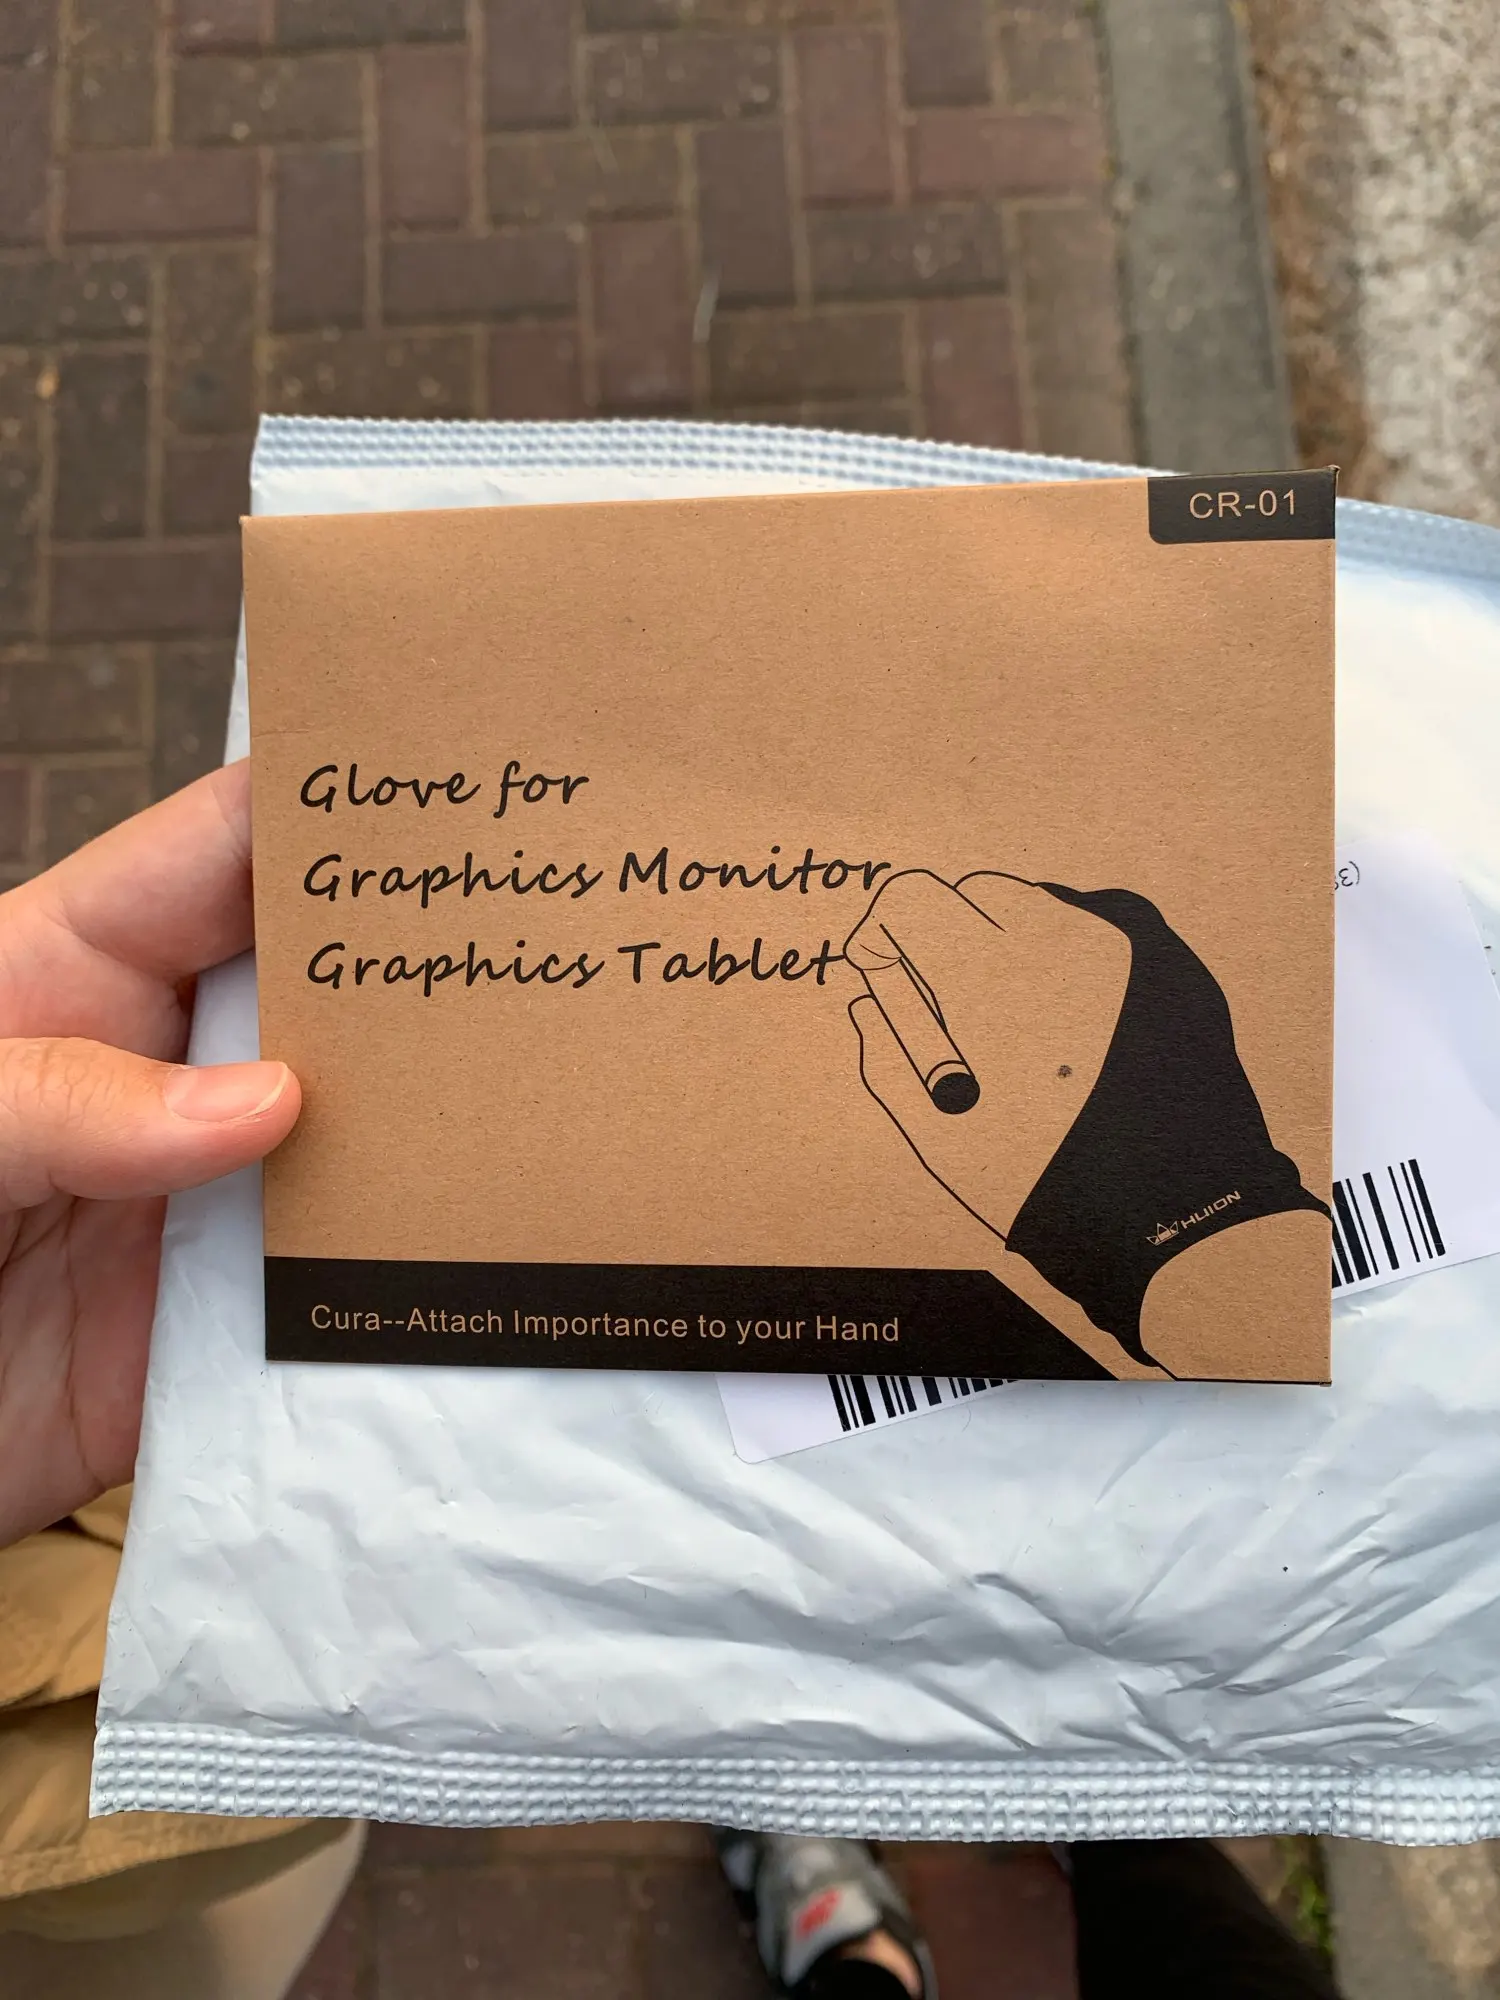 CR-01
Glove for
Graphics Monitor
Graphics Tablet
HUION
Cura--Attach Importance to your Hand